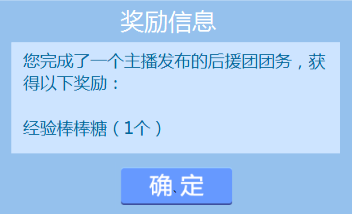 奖励信息
您完成了一个主播发布的后援团团务，获
得以下奖励：
经验棒棒糖（1个）
确 定